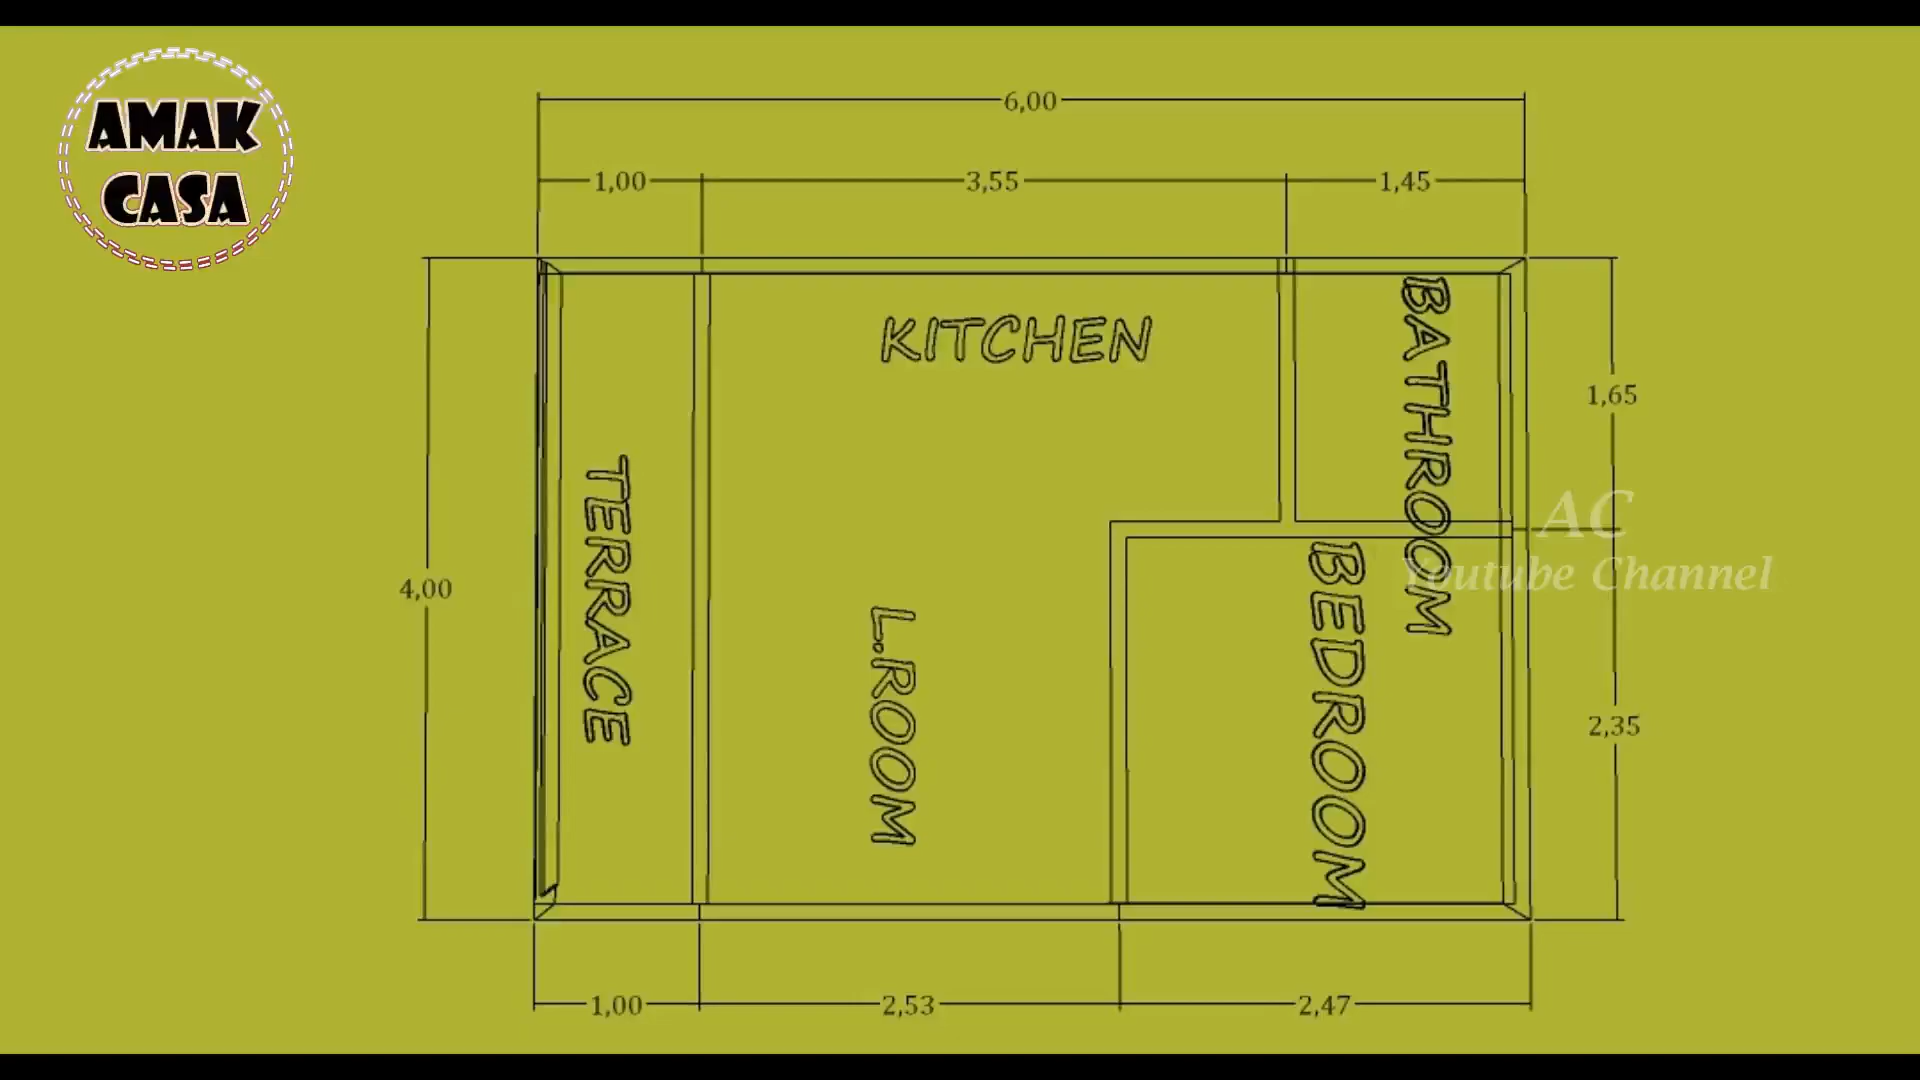 AMAK
CASA
6,00
1,00
3,55
1,45
KITCHEN
BATHROOM
1,65
TERRACE
AC
Youtube Channel
4,00
L.ROOM
BEDROOM
2,35
1,00
2,53
2,47